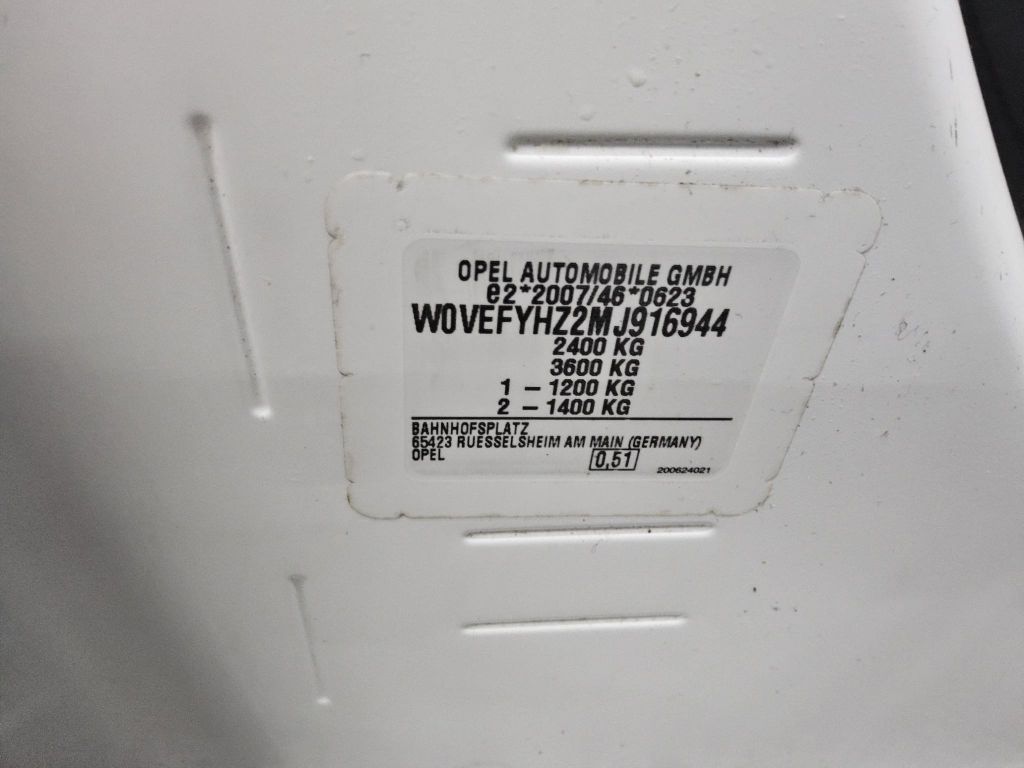 OPEL AUTOMOBILE GMBH
e2*2007/46*0623
W0VEFYHZ2MJ916944
2400 KG
3600 KG
1 – 1200 KG
2 – 1400 KG
BAHNHOFSPLATZ
65423 RUESSELSHEIM AM MAIN (GERMANY)
OPEL
0,51
200624021